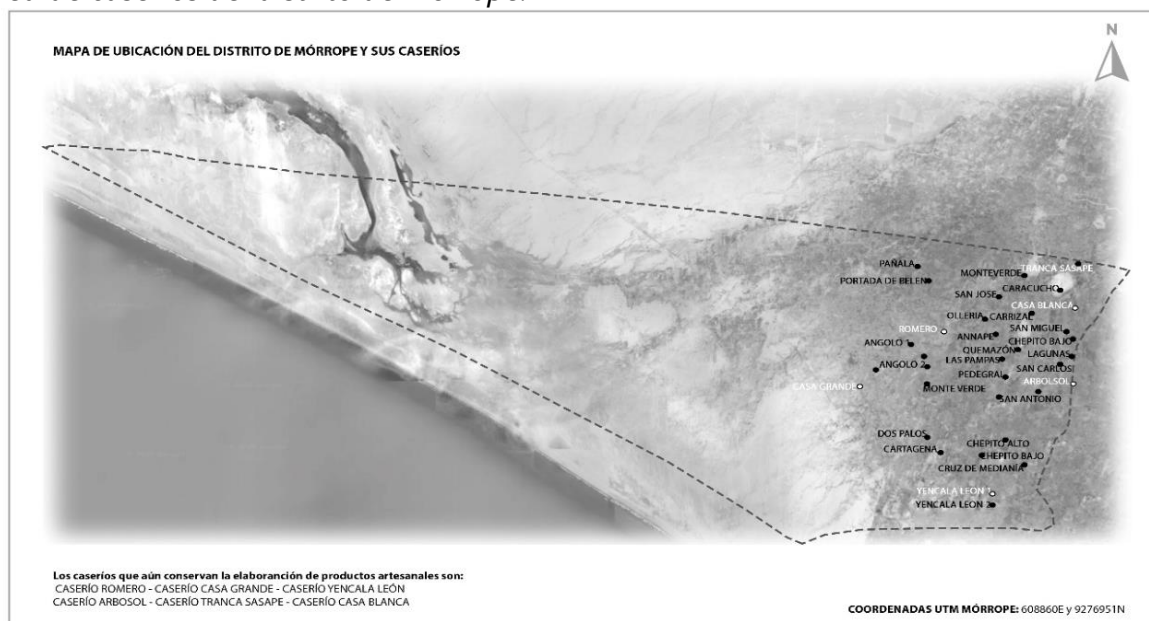 MAPA DE UBICACIÓN DEL DISTRITO DE MÓRROPE Y SUS CASERÍOS
N
PAÑALA
TRANCA SASAPE
MONTEVERDE
PORTADA DE BELEN
CARACUCHO
SAN JOSE
CASA BLANCA
OLLERIA
CARRIZAL
ROMERO
SAN MIGUEL
ANNAPE
CHEPITO BAJO
ANGOLO 1
QUEMAZÓN
LAGUNAS
LAS PAMPAS
ANGOLO 2
SAN CARLOSI
PEDEGRAL
ARBOLSOL
CASA GRANDE
MONTE VERDE
SAN ANTONIO
DOS PALOS
CHEPITO ALTO
CARTAGENA
CHEPITO BAJO
CRUZ DE MEDIANÍA
YENCALA LEON 1
YENCALA LEON 2
Los caseríos que aún conservan la elaboranción de productos artesanales son:
CASERÍO ROMERO - CASERÍO CASA GRANDE - CASERÍO YENCALA LEÓN
CASERÍO ARBOSOL - CASERÍO TRANCA SASAPE - CASERÍO CASA BLANCA
COORDENADAS UTM MÓRROPE: 608860E y 9276951N